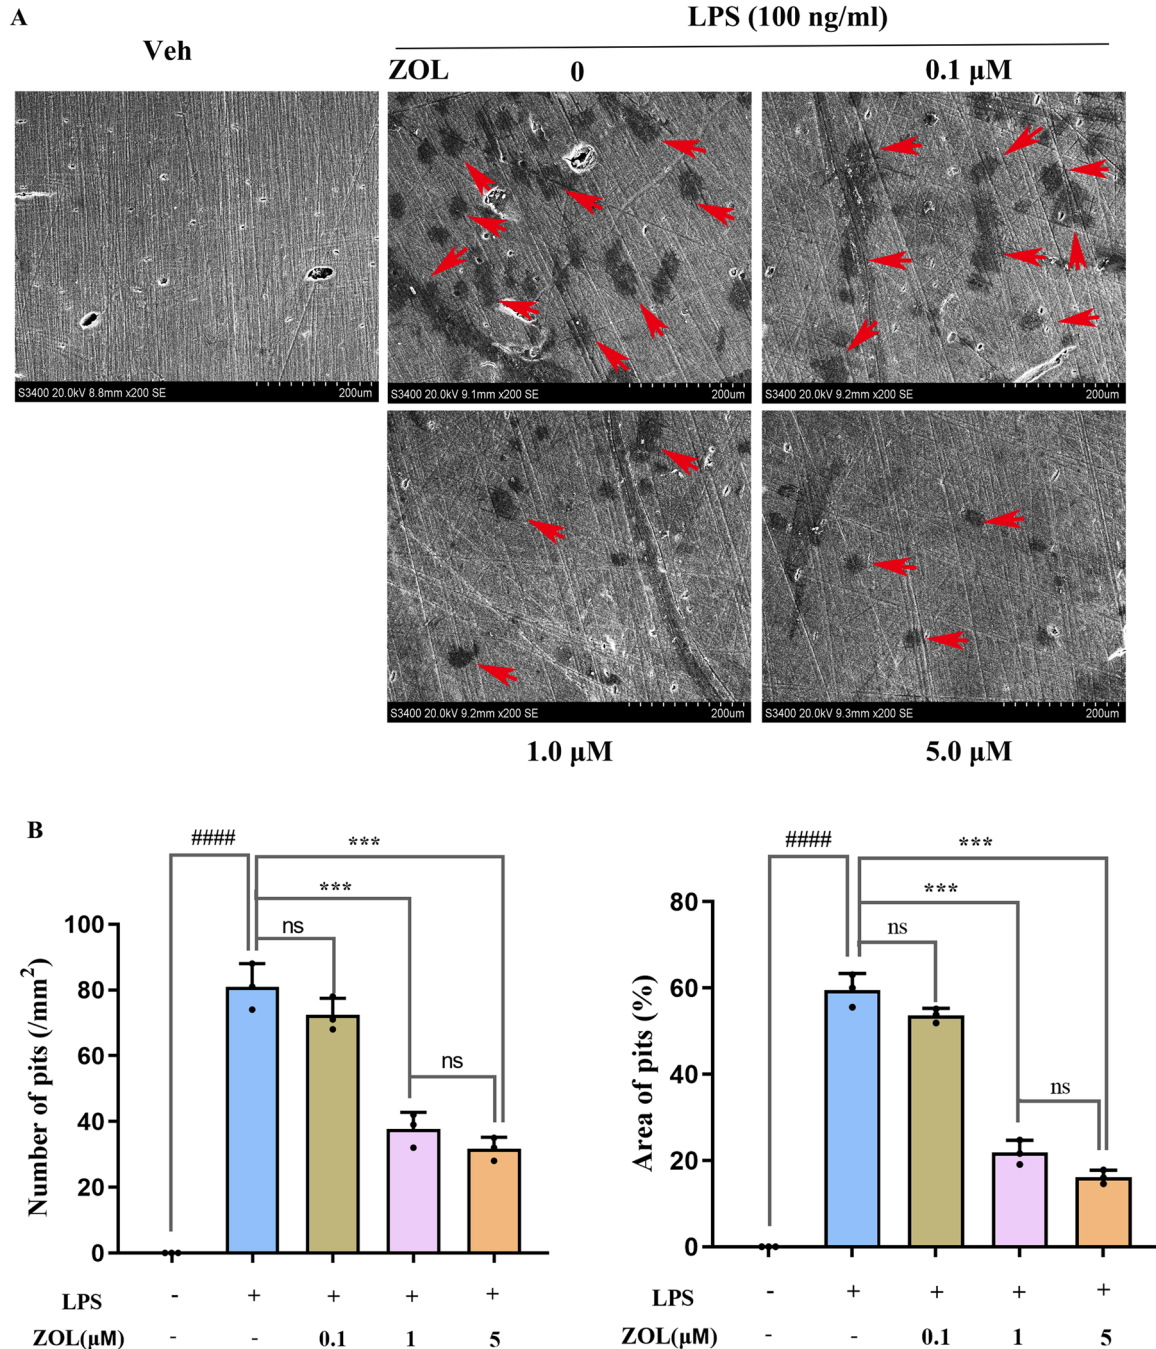 A
LPS (100 ng/ml)
Veh
ZOL 0 0.1 μM
S3400 20.0kV 8.8mm x200 SE 200um
S3400 20.0kV 9.1mm x200 SE 200um
S3400 20.0kV 9.2mm x200 SE 200um
S3400 20.0kV 9.2mm x200 SE 200um
S3400 20.0kV 9.3mm x200 SE 200um
1.0 μM 5.0 μM
B
####
***
***
ns
ns
Number of pits (/mm²)
100
80
60
40
20
0
LPS - + + + +
ZOL(μM) - - 0.1 1 5
####
***
***
ns
ns
Area of pits (%)
80
60
40
20
0
LPS - + + + +
ZOL(μM) - - 0.1 1 5